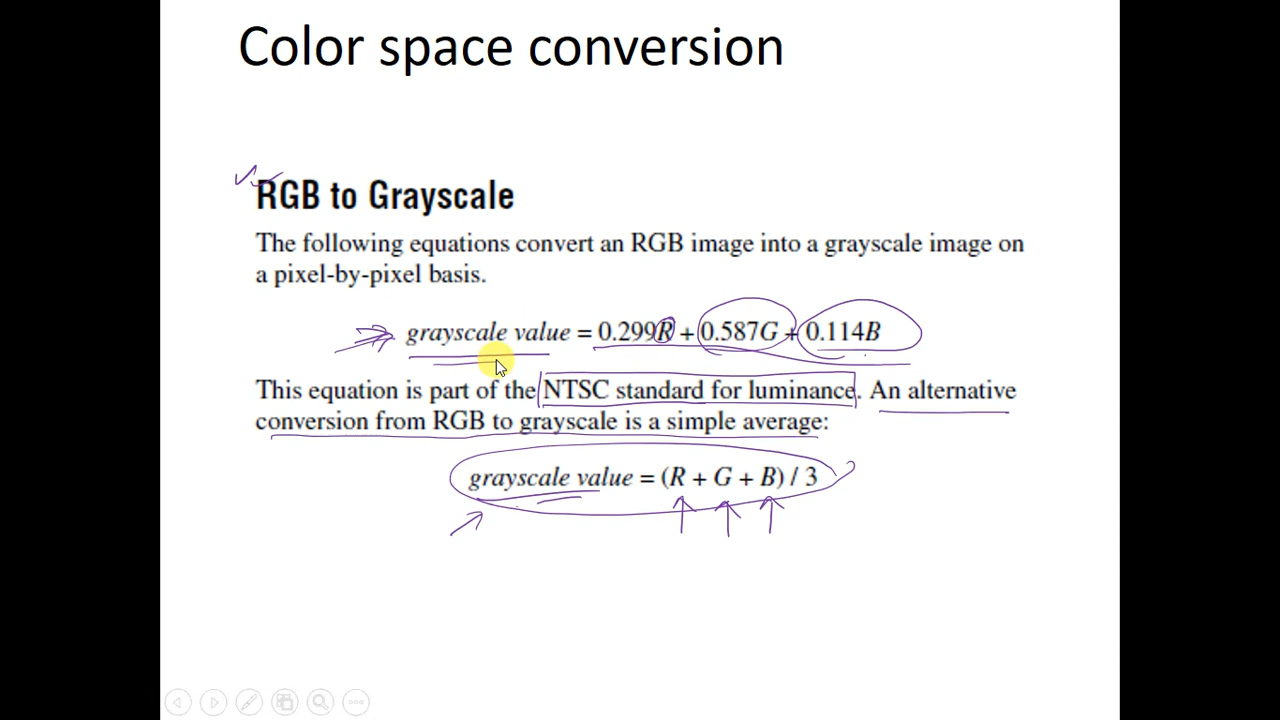 Color space conversion
RGB to Grayscale
The following equations convert an RGB image into a grayscale image on
a pixel-by-pixel basis.
grayscale value = 0.299R + 0.587G + 0.114B
This equation is part of the NTSC standard for luminance. An alternative
conversion from RGB to grayscale is a simple average:
grayscale value = (R + G + B) / 3